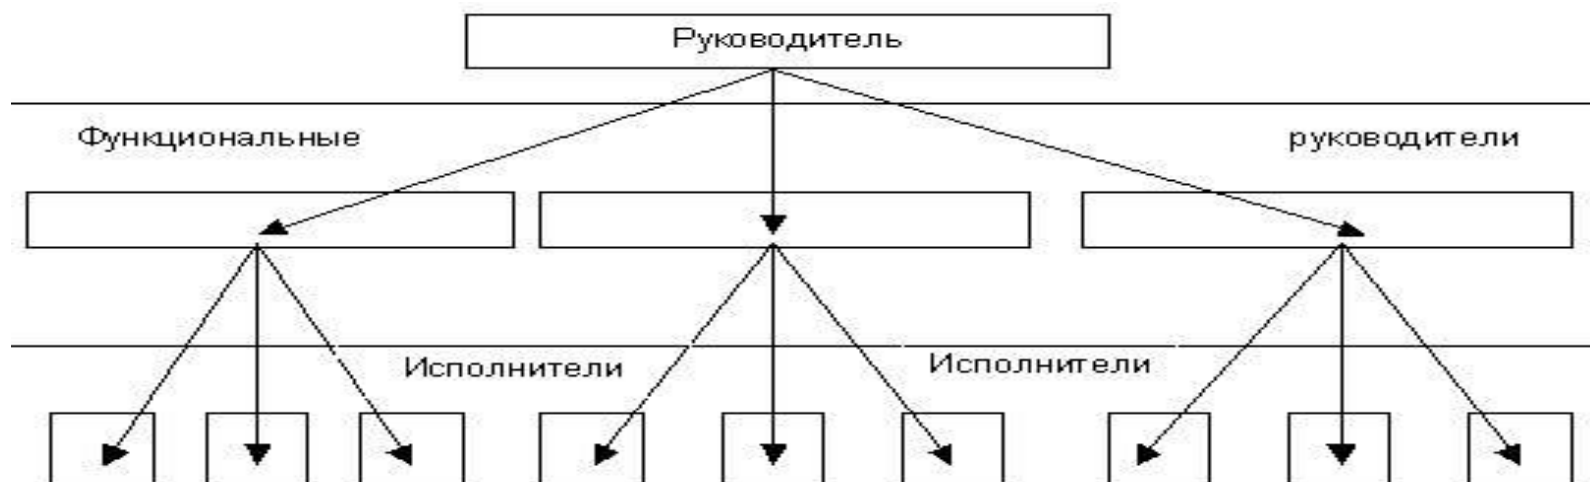 Руководитель
Функциональные руководители
Исполнители Исполнители